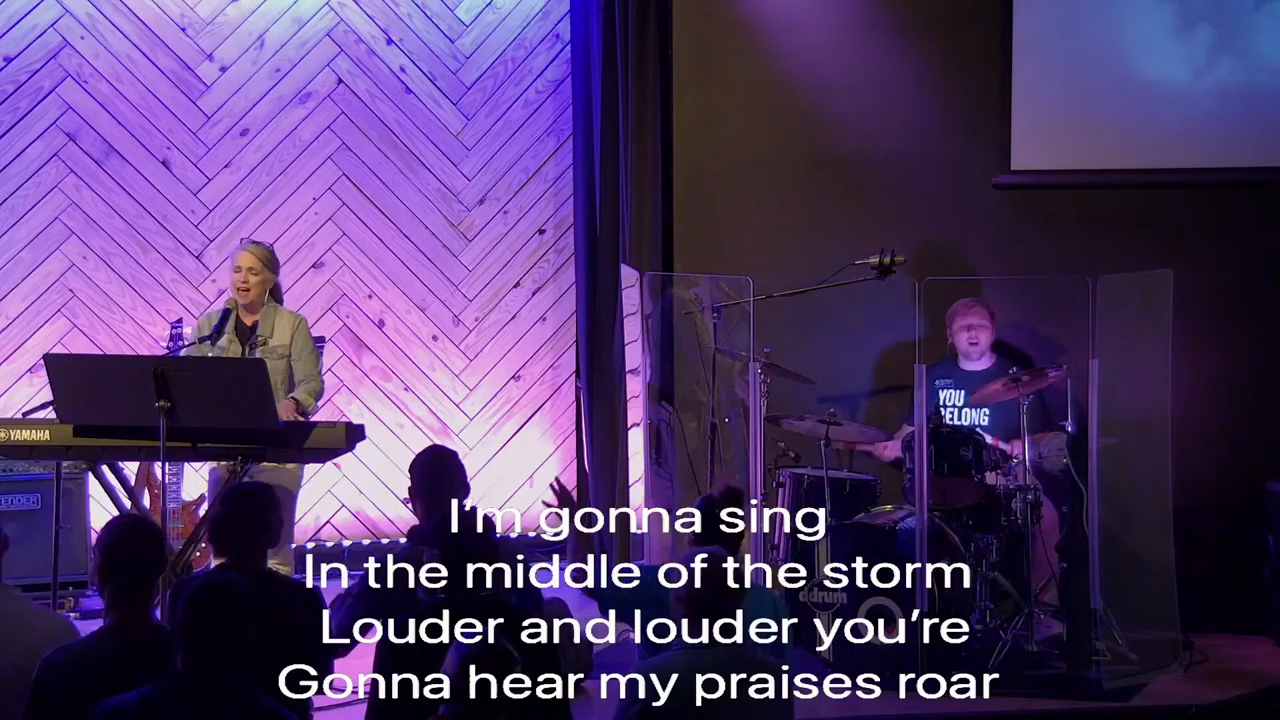 YOU
BELONG
YAMAHA
FENDER
ddrum
I'm gonna sing
In the middle of the storm
Louder and louder you're
Gonna hear my praises roar